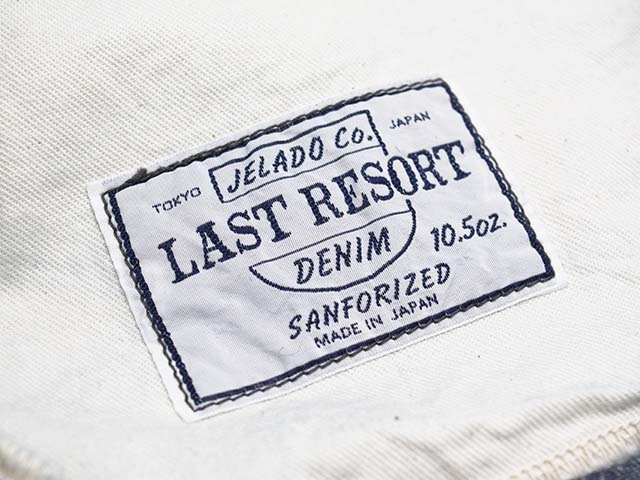 JELADO Co.
TOKYO JAPAN
LAST RESORT
DENIM 10.5oz.
SANFORIZED
MADE IN JAPAN